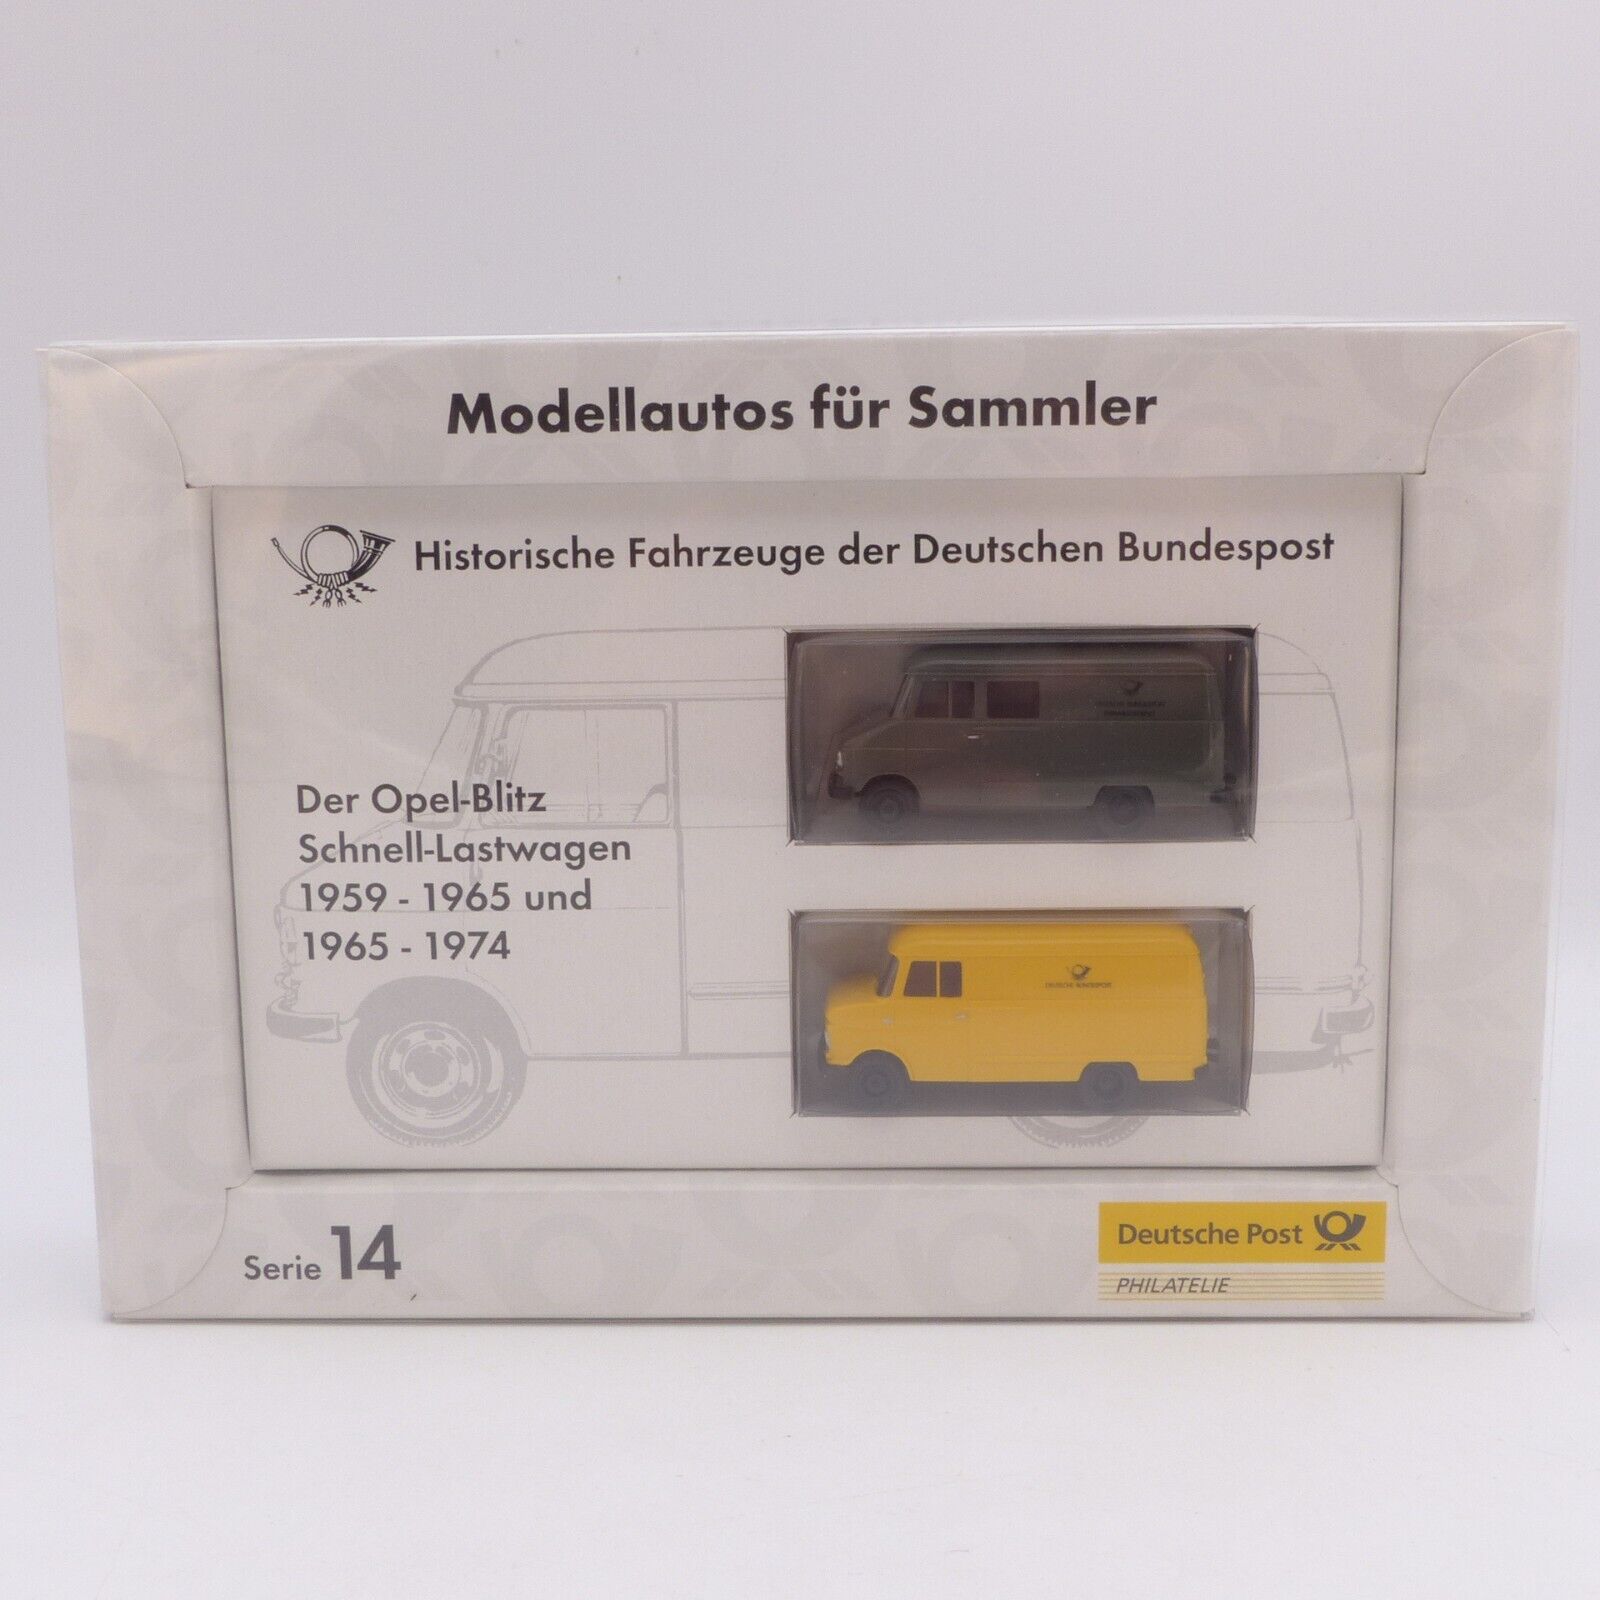 Modellautos für Sammler
Historische Fahrzeuge der Deutschen Bundespost
Der Opel-Blitz
Schnell-Lastwagen
1959 - 1965 und
1965 - 1974
DEUTSCHE BUNDESPOST
Serie 14
Deutsche Post
PHILATELIE